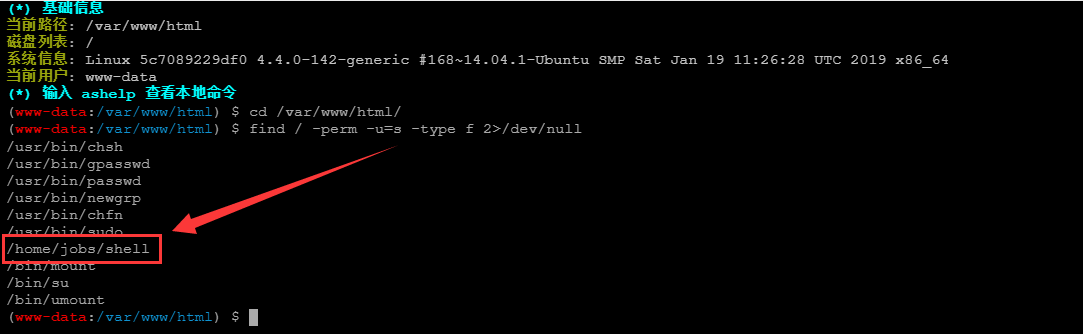 (*) 基础信息
当前路径: /var/www/html
磁盘列表: /
系统信息: Linux 5c7089229df0 4.4.0-142-generic #168~14.04.1-Ubuntu SMP Sat Jan 19 11:26:28 UTC 2019 x86_64
当前用户: www-data
(*) 输入 ashelp 查看本地命令
(www-data:/var/www/html) $ cd /var/www/html/
(www-data:/var/www/html) $ find / -perm -u=s -type f 2>/dev/null
/usr/bin/chsh
/usr/bin/gpasswd
/usr/bin/passwd
/usr/bin/newgrp
/usr/bin/chfn
/usr/bin/sudo
/home/jobs/shell
/bin/mount
/bin/su
/bin/umount
(www-data:/var/www/html) $